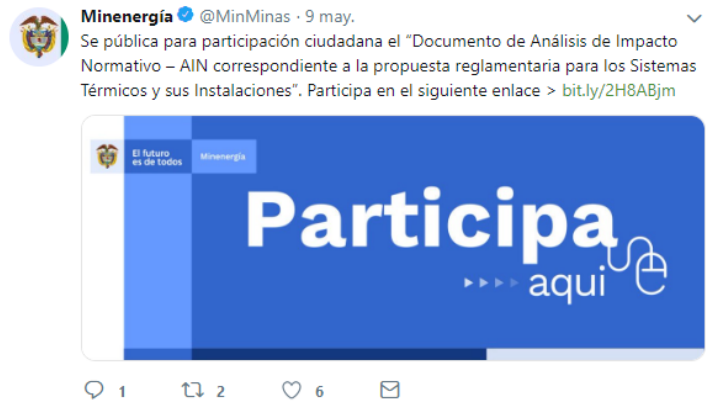 Minenergía @MinMinas · 9 may.
Se pública para participación ciudadana el “Documento de Análisis de Impacto
Normativo – AIN correspondiente a la propuesta reglamentaria para los Sistemas
Térmicos y sus Instalaciones”. Participa en el siguiente enlace > bit.ly/2H8ABjm
El futuro
es de todos
Minenergía
Participa
aqui
1 2 6